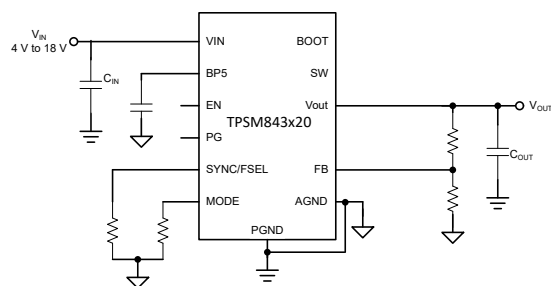 VIN
4 V to 18 V
CIN
VIN
BOOT
BP5
SW
EN
Vout
VOUT
TPSM843x20
PG
COUT
SYNC/FSEL
FB
MODE
AGND
PGND